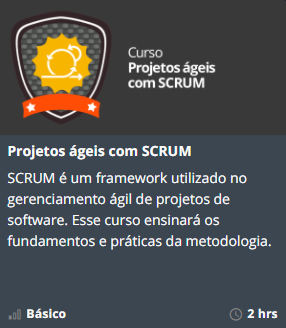 Curso
Projetos ágeis
com SCRUM
Projetos ágeis com SCRUM
SCRUM é um framework utilizado no
gerenciamento ágil de projetos de
software. Esse curso ensinará os
fundamentos e práticas da metodologia.
Básico
2 hrs